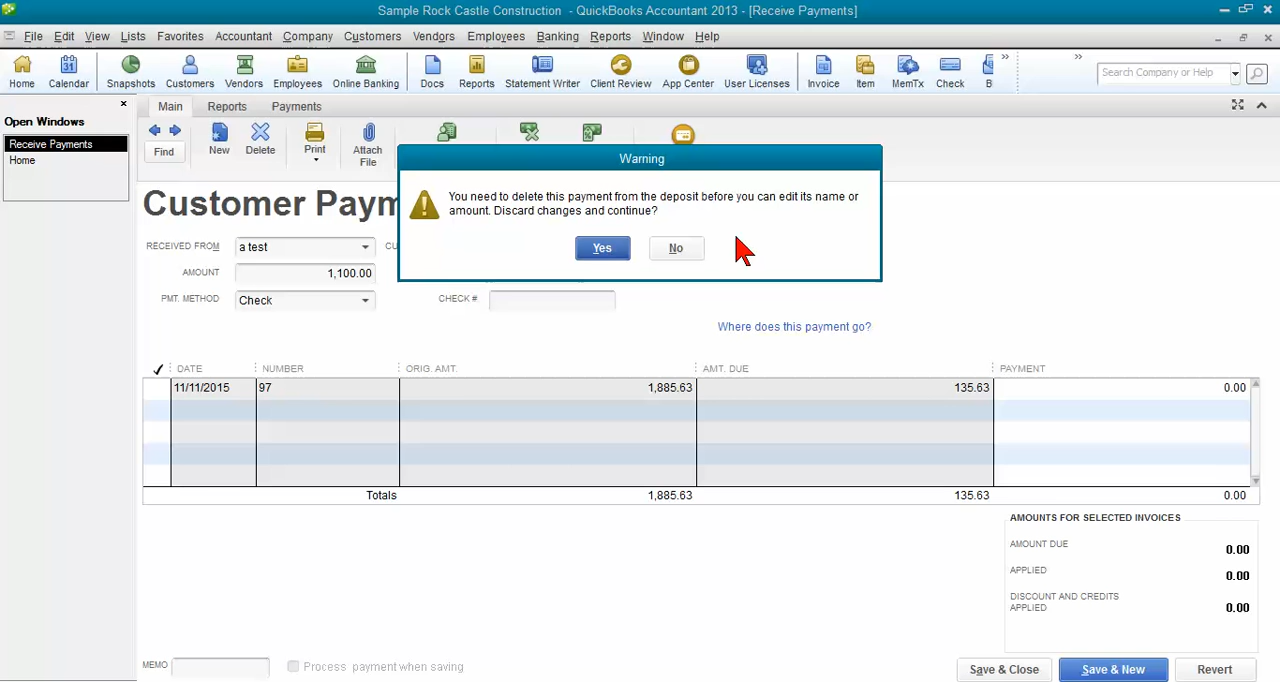 Sample Rock Castle Construction - QuickBooks Accountant 2013 - [Receive Payments]
File Edit View Lists Favorites Accountant Company Customers Vendors Employees Banking Reports Window Help
Home Calendar Snapshots Customers Vendors Employees Online Banking Docs Reports Statement Writer Client Review App Center User Licenses Invoice Item MemTx Check B
Search Company or Help
Open Windows
Receive Payments
Home
Main Reports Payments
Find New Delete Print Attach
File
Warning
You need to delete this payment from the deposit before you can edit its name or
amount. Discard changes and continue?
Yes No
Customer Paym
RECEIVED FROM a test CU
AMOUNT 1,100.00
PMT. METHOD Check CHECK #
Where does this payment go?
DATE NUMBER ORIG. AMT. AMT. DUE PAYMENT
11/11/2015 97 1,885.63 135.63 0.00
Totals 1,885.63 135.63 0.00
AMOUNTS FOR SELECTED INVOICES
AMOUNT DUE 0.00
APPLIED 0.00
DISCOUNT AND CREDITS
APPLIED 0.00
MEMO Process payment when saving
Save & Close Save & New Revert